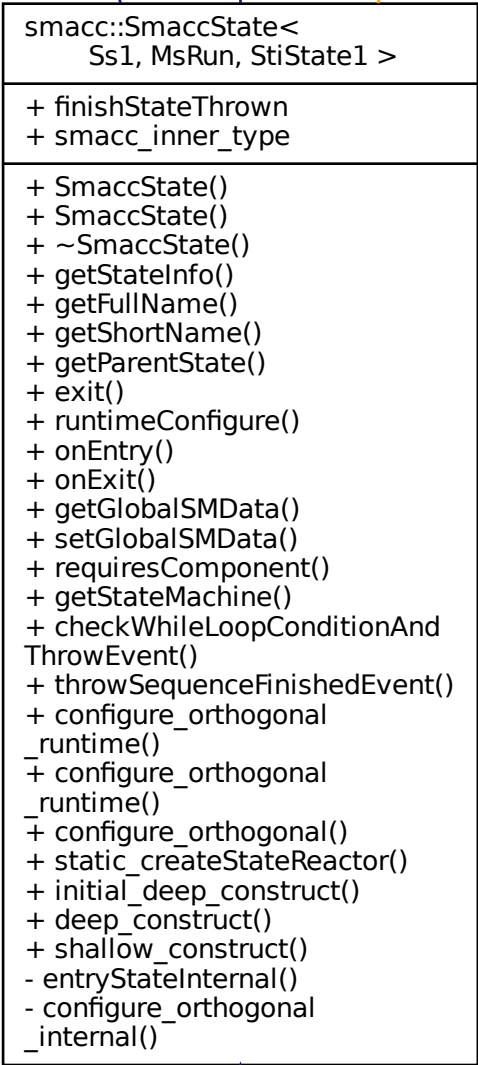 smacc::SmaccState<
Ss1, MsRun, StiState1 >
+ finishStateThrown
+ smacc_inner_type
+ SmaccState()
+ SmaccState()
+ ~SmaccState()
+ getStateInfo()
+ getFullName()
+ getShortName()
+ getParentState()
+ exit()
+ runtimeConfigure()
+ onEntry()
+ onExit()
+ getGlobalSMData()
+ setGlobalSMData()
+ requiresComponent()
+ getStateMachine()
+ checkWhileLoopConditionAnd
ThrowEvent()
+ throwSequenceFinishedEvent()
+ configure_orthogonal
_runtime()
+ configure_orthogonal
_runtime()
+ configure_orthogonal()
+ static_createStateReactor()
+ initial_deep_construct()
+ deep_construct()
+ shallow_construct()
- entryStateInternal()
- configure_orthogonal
_internal()